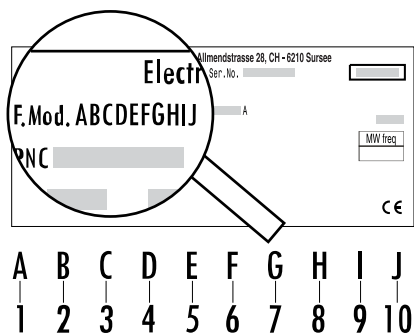 Allmendstrasse 28, CH - 6210 Sursee
Electr
Ser.No.
F.Mod. ABCDEFGHIJ
A
PNC
MW freq
CE
A B C D E F G H I J
1 2 3 4 5 6 7 8 9 10